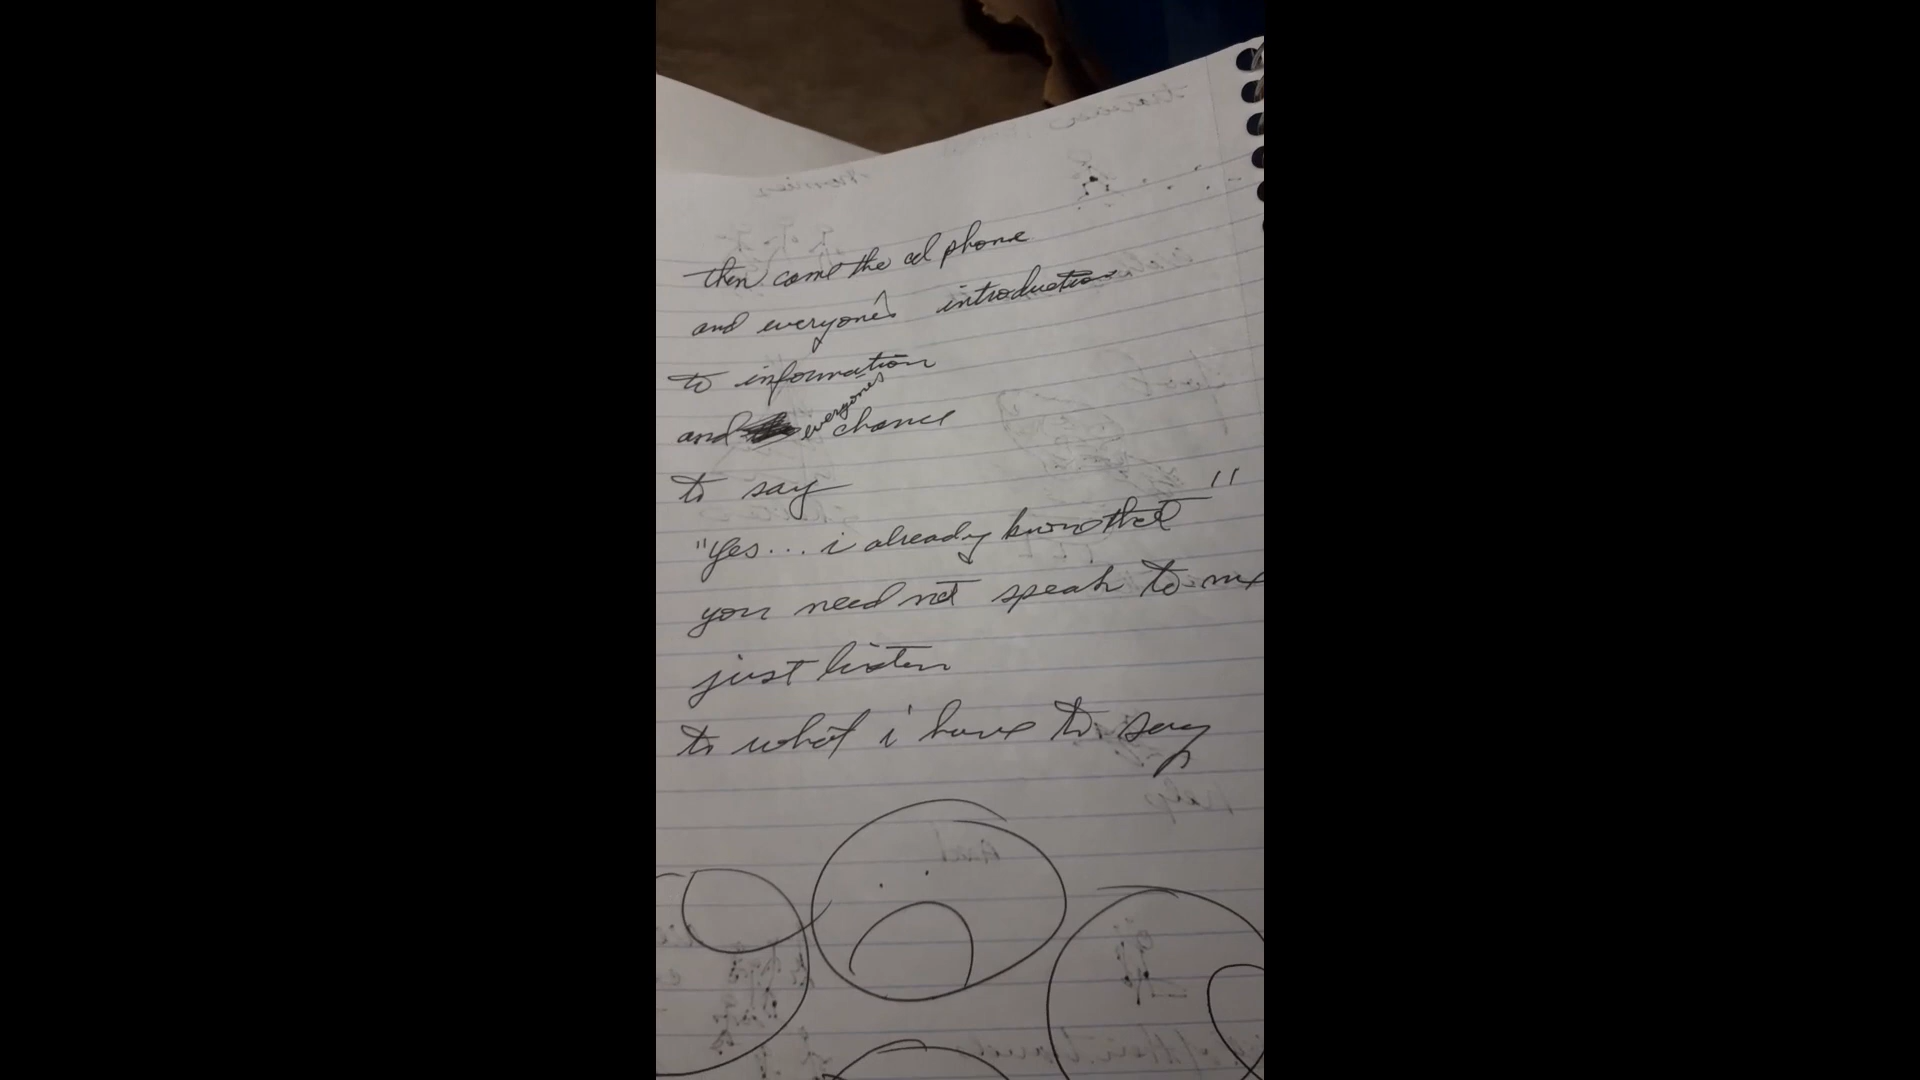 then came the cel phone
and everyone's introduction
to information
and everyones chance
to say
"Yes... i already know that"
you need not speak to me
just listen
to what i have to say